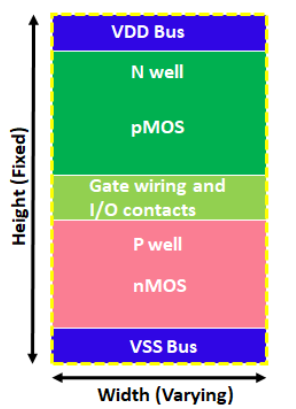 VDD Bus
N well
pMOS
Gate wiring and
I/O contacts
P well
nMOS
VSS Bus
Height (Fixed)
Width (Varying)